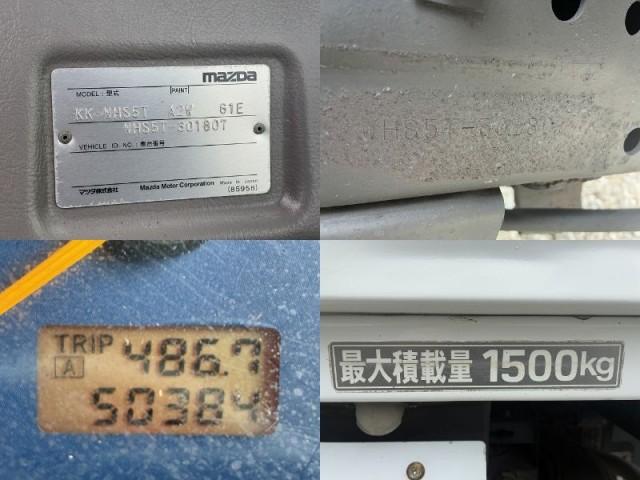 mazda
MODEL : 型式
PAINT
KK-WHS5T A2W G1E
WHS5T-301807
VEHICLE ID. NO. : 車台番号
マツダ株式会社 Mazda Motor Corporation Made in Japan
(8595B)
TRIP 486.7
A
50384
最大積載量 1500kg